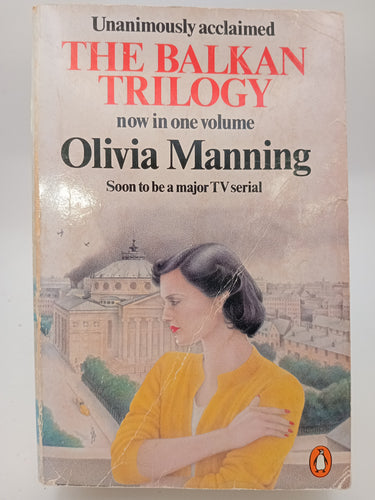 Unanimously acclaimed
THE BALKAN
TRILOGY
now in one volume
Olivia Manning
Soon to be a major TV serial